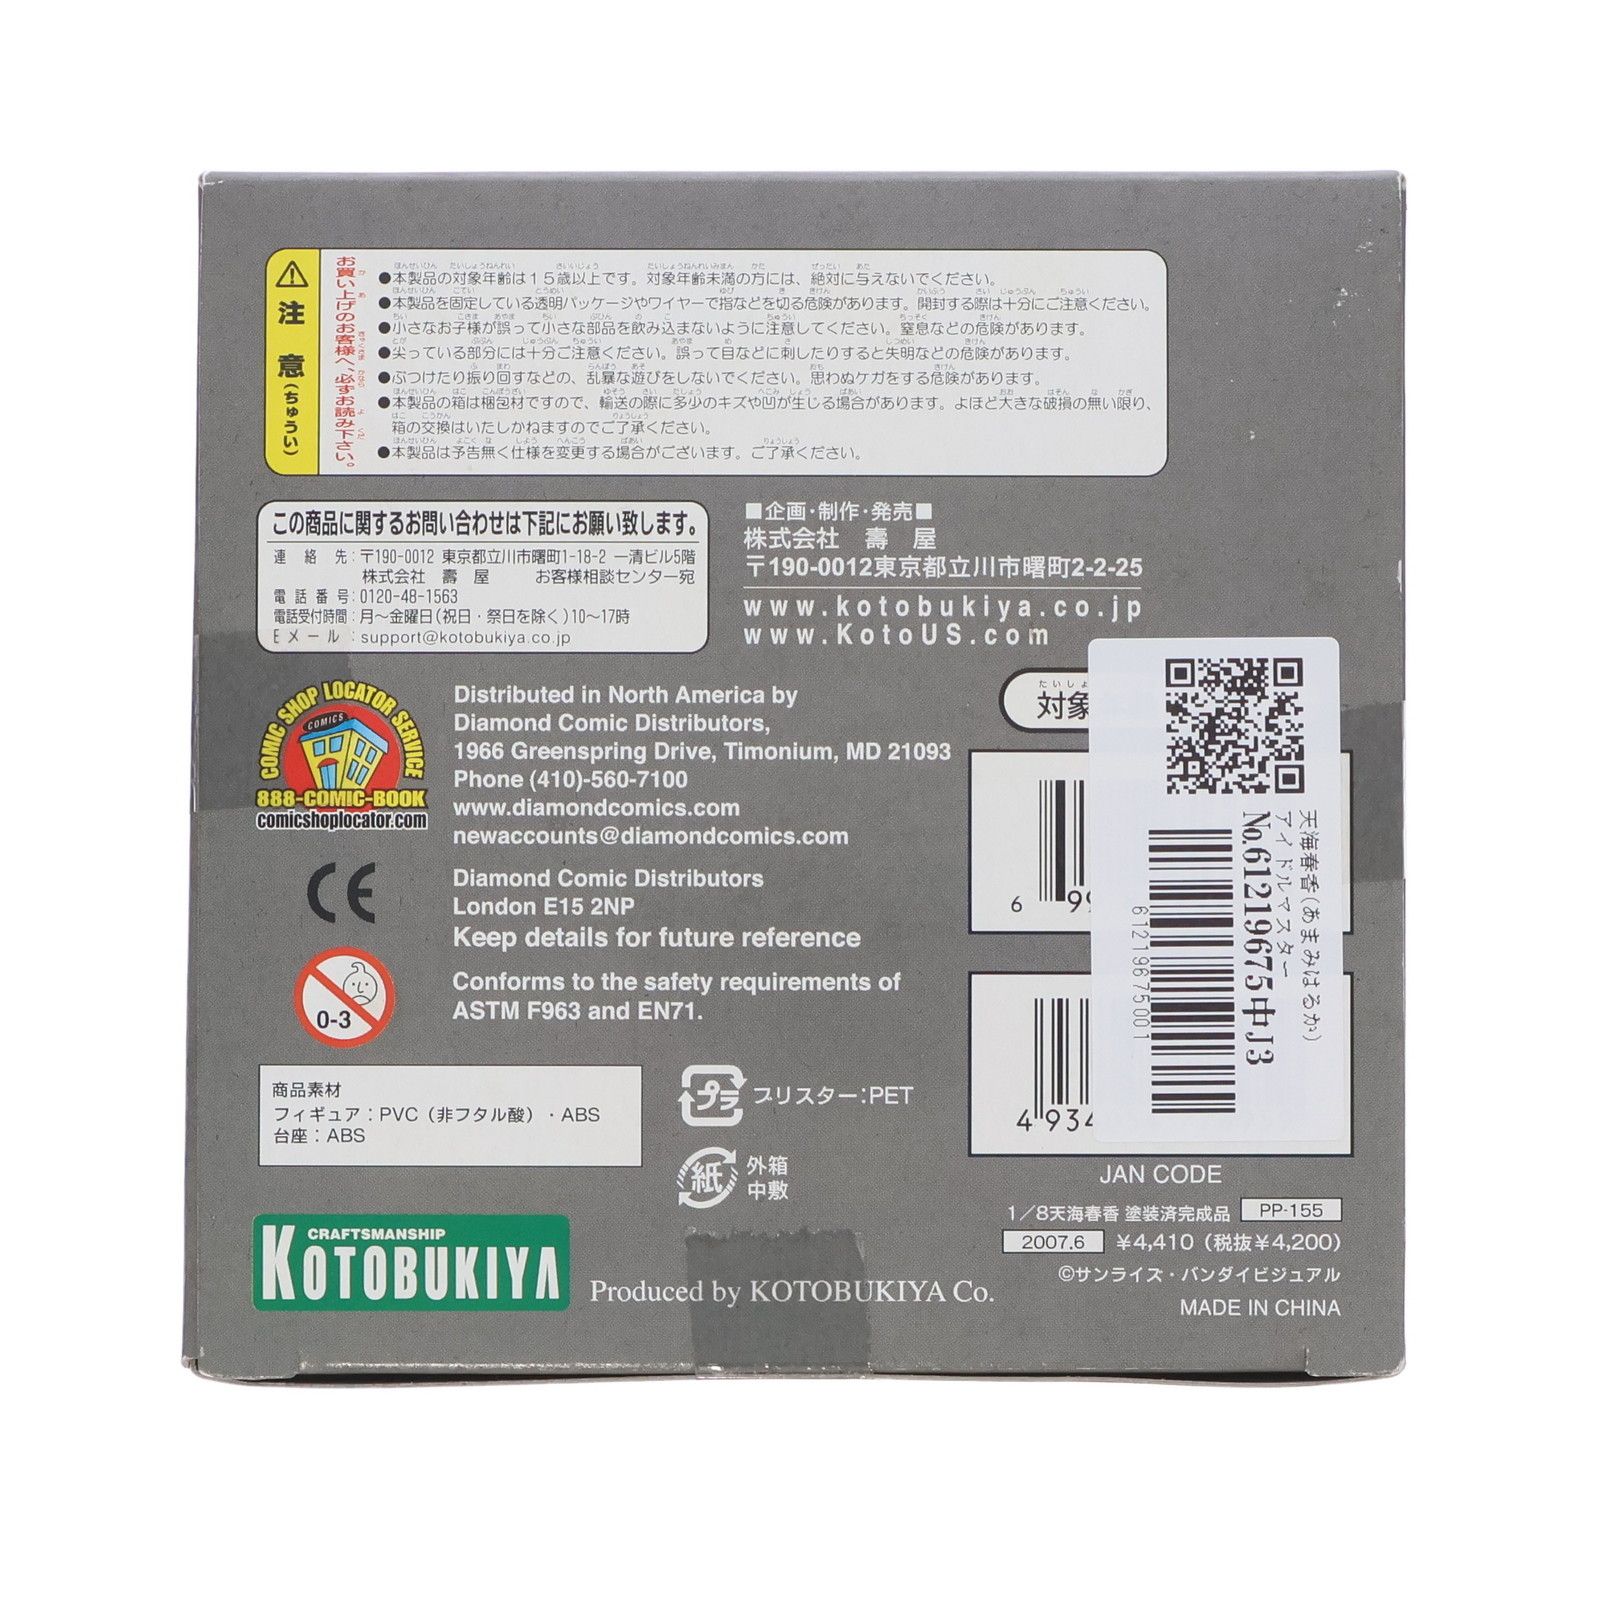 注意(ちゅうい)
お買い上げのお客様へ、必ずお読み下さい。
●本製品の対象年齢は15歳以上です。対象年齢未満の方には、絶対に与えないでください。
●本製品を固定している透明パッケージやワイヤーで指などを切る危険があります。開封する際は十分にご注意ください。
●小さなお子様が誤って小さな部品を飲み込まないように注意してください。窒息などの危険があります。
●尖っている部分には十分ご注意ください。誤って目などに刺したりすると失明などの危険があります。
●ぶつけたり振り回すなどの、乱暴な遊びをしないでください。思わぬケガをする危険があります。
●本製品の箱は梱包材ですので、輸送の際に多少のキズや凹が生じる場合があります。よほど大きな破損の無い限り、
箱の交換はいたしかねますのでご了承ください。
●本製品は予告無く仕様を変更する場合がございます。ご了承ください。
この商品に関するお問い合わせは下記にお願い致します。
連絡先:〒190-0012 東京都立川市曙町1-18-2 一清ビル5階
株式会社 壽屋 お客様相談センター宛
電話番号:0120-48-1563
電話受付時間:月～金曜日(祝日・祭日を除く)10～17時
Eメール:support@kotobukiya.co.jp
■企画・制作・発売■
株式会社 壽屋
〒190-0012東京都立川市曙町2-2-25
www.kotobukiya.co.jp
www.KotoUS.com
COMIC SHOP LOCATOR SERVICE
COMICS
888-COMIC-BOOK
comicshoplocator.com
Distributed in North America by
Diamond Comic Distributors,
1966 Greenspring Drive, Timonium, MD 21093
Phone (410)-560-7100
www.diamondcomics.com
newaccounts@diamondcomics.com
CE
Diamond Comic Distributors
London E15 2NP
Keep details for future reference
0-3
Conforms to the safety requirements of
ASTM F963 and EN71.
対象
6 99
4 934
天海春香(あまみはるか)
アイドルマスター
No.61219675中J3
61219675001
商品素材
フィギュア:PVC(非フタル酸)・ABS
台座:ABS
プラ
ブリスター:PET
紙
外箱
中敷
JAN CODE
1/8天海春香 塗装済完成品 PP-155
2007.6 ¥4,410 (税抜¥4,200)
©サンライズ・バンダイビジュアル
MADE IN CHINA
CRAFTSMANSHIP
KOTOBUKIYA
Produced by KOTOBUKIYA Co.